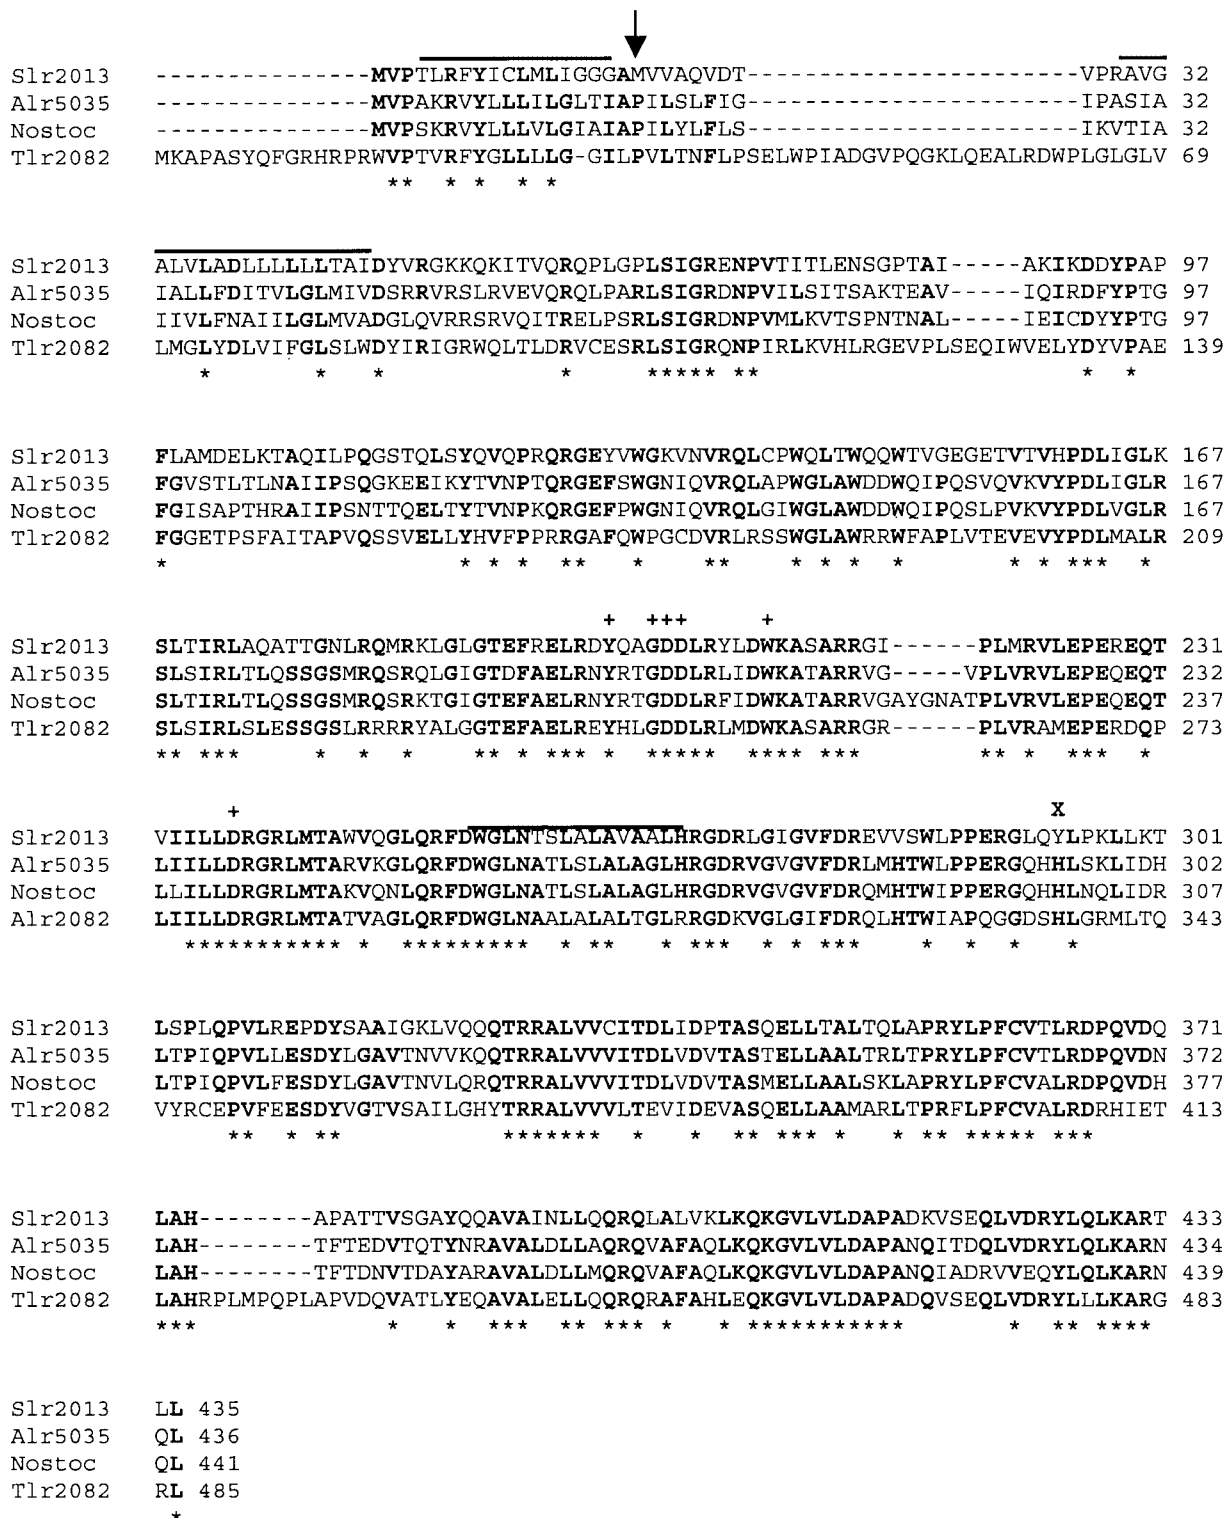 Slr2013 ---------------MVPTLRFYICLMLIGGGAMVVAQVDT-----------------------VPRAVG 32
Alr5035 ---------------MVPAKRVYLLLILGLTIAPILSLFIG-----------------------IPASIA 32
Nostoc ---------------MVPSKRVYLLLVLGIAIAPILYLFLS-----------------------IKVTIA 32
Tlr2082 MKAPASYQFGRHRPRWVPTVRFYGLLLLG-GILPVLTNFLPSELWPIADGVPQGKLQEALRDWPLGLGLV 69
** * * * *
Slr2013 ALVLADLLLLLLTAIDYVRGKKQKITVQRQPLGPLSIGRENPVTITLENSGPTAI-----AKIKDDYPAP 97
Alr5035 IALLFDITVLGLMIVDSRRVRSLRVEVQRQLPARLSIGRDNPVILSITSAKTEAV-----IQIRDFYPTG 97
Nostoc IIVLFNAIILGLMVADGLQVRRSRVQITRELPSRLSIGRDNPVMLKVTSPNTNAL-----IEICDYYPTG 97
Tlr2082 LMGLYDLVIFGLSLWDYIRIGRWQLTLDRVCESRLSIGRQNPIRLKVHLRGEVPLSEQIWVELYDYVPAE 139
* * * * ***** ** * *
Slr2013 FLAMDELKTAQILPQGSTQLSYQVQPRQRGEYVWGKVNVRQLCPWQLTWQQWTVGEGETVTVHPDLIGLK 167
Alr5035 FGVSTLTLNAIIPSQGKEEIKYTVNPTQRGEFSWGNIQVRQLAPWGLAWDDWQIPQSVQVKVYPDLIGLR 167
Nostoc FGISAPTHRAIIPSNTTQELTYTVNPKQRGEFPWGNIQVRQLGIWGLAWDDWQIPQSLPVKVYPDLVGLR 167
Tlr2082 FGGETPSFAITAPVQSSVELLYHVFPPRRGAFQWPGCDVRLRSSWGLAWRRWFAPLVTEVEVYPDLMALR 209
* * * * ** * ** * * * * * * *** *
+ +++ +
Slr2013 SLTIRLAQATTGNLRQMRKLGLGTEFRELRDYQAGDDLRYLDWKASARRGI------PLMRVLEPEREQT 231
Alr5035 SLSIRLTLQSSGSMRQSRQLGIGTDFAELRNYRTGDDLRLIDWKATARRVG------VPLVRVLEPEQEQT 232
Nostoc SLTIRLTLQSSGSMRQSRKTGIGTEFAELRNYRTGDDLRFIDWKATARRVGAYGNATPLVRVLEPEQEQT 237
Tlr2082 SLSIRLSLESSGSLRRRRYALGGTEFAELREYHLGDDLRLMDWKASARRGR------PLVRAMEPERDQP 273
** *** * * * ** * *** * ***** **** *** ** * *** *
+ X
Slr2013 VIILLDRGRLMTAWVQGLQRFDWGLNTSLALAVAALHRGDRLGIGVFDREVVSWLPPERGLQYLPKLLKT 301
Alr5035 LIILLDRGRLMTARVKGLQRFDWGLNATLSLALAGLHRGDRVGVGVFDRLMHTWLPPERGQHHLSKLIDH 302
Nostoc LLILLDRGRLMTAKVQNLQRFDWGLNATLSLALAGLHRGDRVGVGVFDRQMHTWIPPERGQHHLNQLIDR 307
Alr2082 LIILLDRGRLMTATVAGLQRFDWGLNAALALALTGLRRGDKVGLGIFDRQLHTWIAPQGGDSHLGRMLTQ 343
*********** * ********* * ** * *** * * *** * * * *
Slr2013 LSPLQPVLREPDYSAAIGKLVQQQTRRALVVCITDLIDPTASQELLTALTQLAPRYLPFCVTLRDPQVDQ 371
Alr5035 LTPIQPVLLESDYLGAVTNVVKQQTRRALVVVITDLVDVTASTELLAALTRLTPRYLPFCVTLRDPQVDN 372
Nostoc LTPIQPVLFESDYLGAVTNVLQRQTRRALVVVITDLVDVTASMELLAALSKLAPRYLPFCVALRDPQVDH 377
Tlr2082 VYRCEPVFEESDYVGTVSAILGHYTRRALVVVLTEVIDEVASQELLAAMARLTPRFLPFCVALRDRHIET 413
** * ** ******* * * ** *** * * ** ***** ***
Slr2013 LAH--------APATTVSGAYQQAVAINLLQQRQLALVKLKQKGVLVLDAPADKVSEQLVDRYLQLKART 433
Alr5035 LAH--------TFTEDVTQTYNRAVALDLLAQRQVAFAQLKQKGVLVLDAPANQITDQLVDRYLQLKARN 434
Nostoc LAH--------TFTDNVTDAYARAVALDLLMQRQVAFAQLKQKGVLVLDAPANQIADRVVEQYLQLKARN 439
Tlr2082 LAHRPLMPQPLAPVDQVATLYEQAVALELLQQRQRAFAHLEQKGVLVLDAPADQVSEQLVDRYLLLKARG 483
*** * * *** ** *** * * *********** * ** ****
Slr2013 LL 435
Alr5035 QL 436
Nostoc QL 441
Tlr2082 RL 485
*